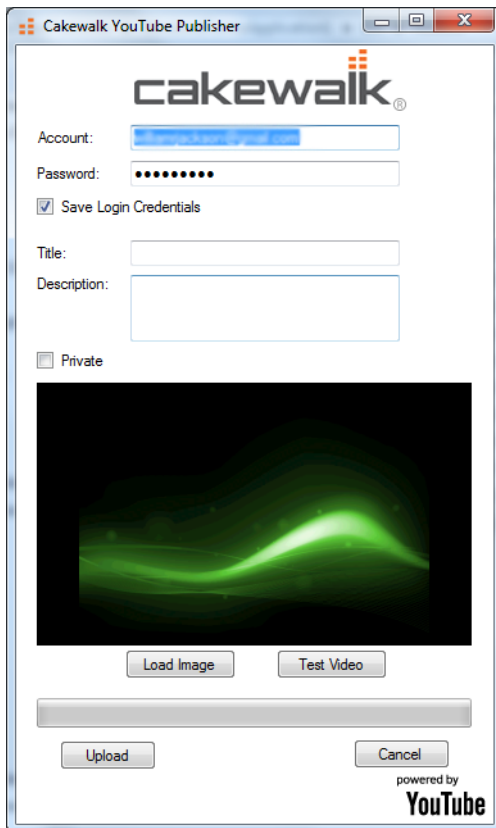 Cakewalk YouTube Publisher
cakewalk®
Account:
Password: •••••••••
Save Login Credentials
Title:
Description:
Private
Load Image Test Video
Upload Cancel
powered by
YouTube